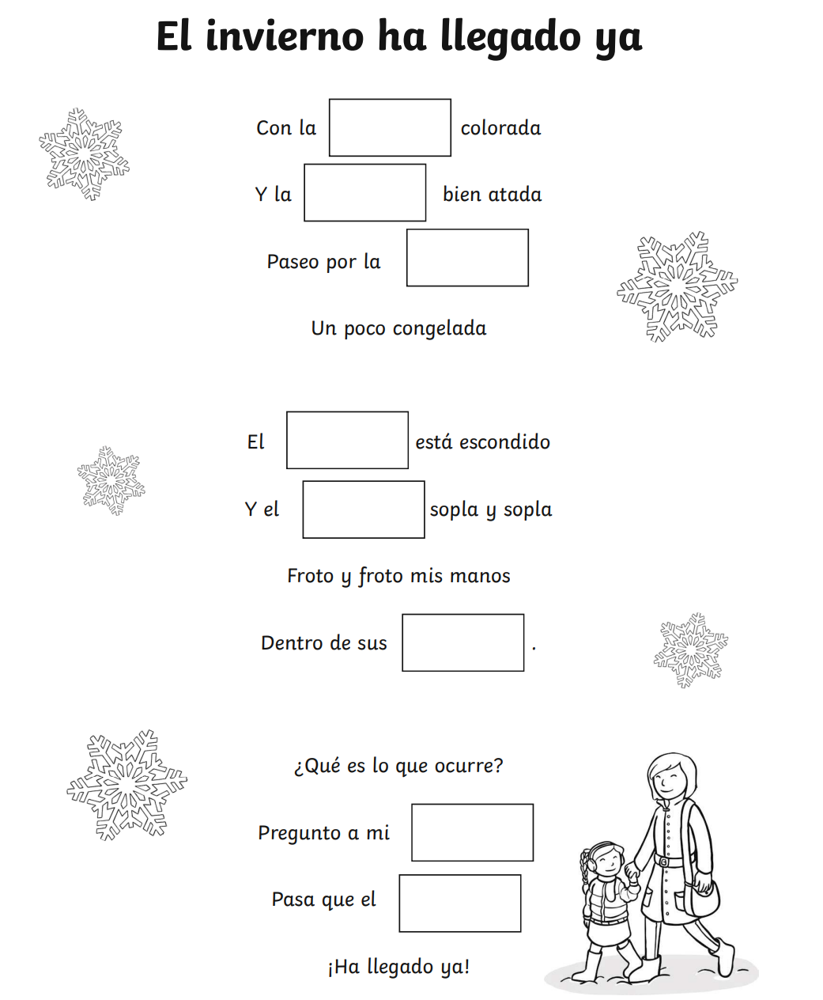 El invierno ha llegado ya
Con la colorada
Y la bien atada
Paseo por la
Un poco congelada
El está escondido
Y el sopla y sopla
Froto y froto mis manos
Dentro de sus .
¿Qué es lo que ocurre?
Pregunto a mi
Pasa que el
¡Ha llegado ya!